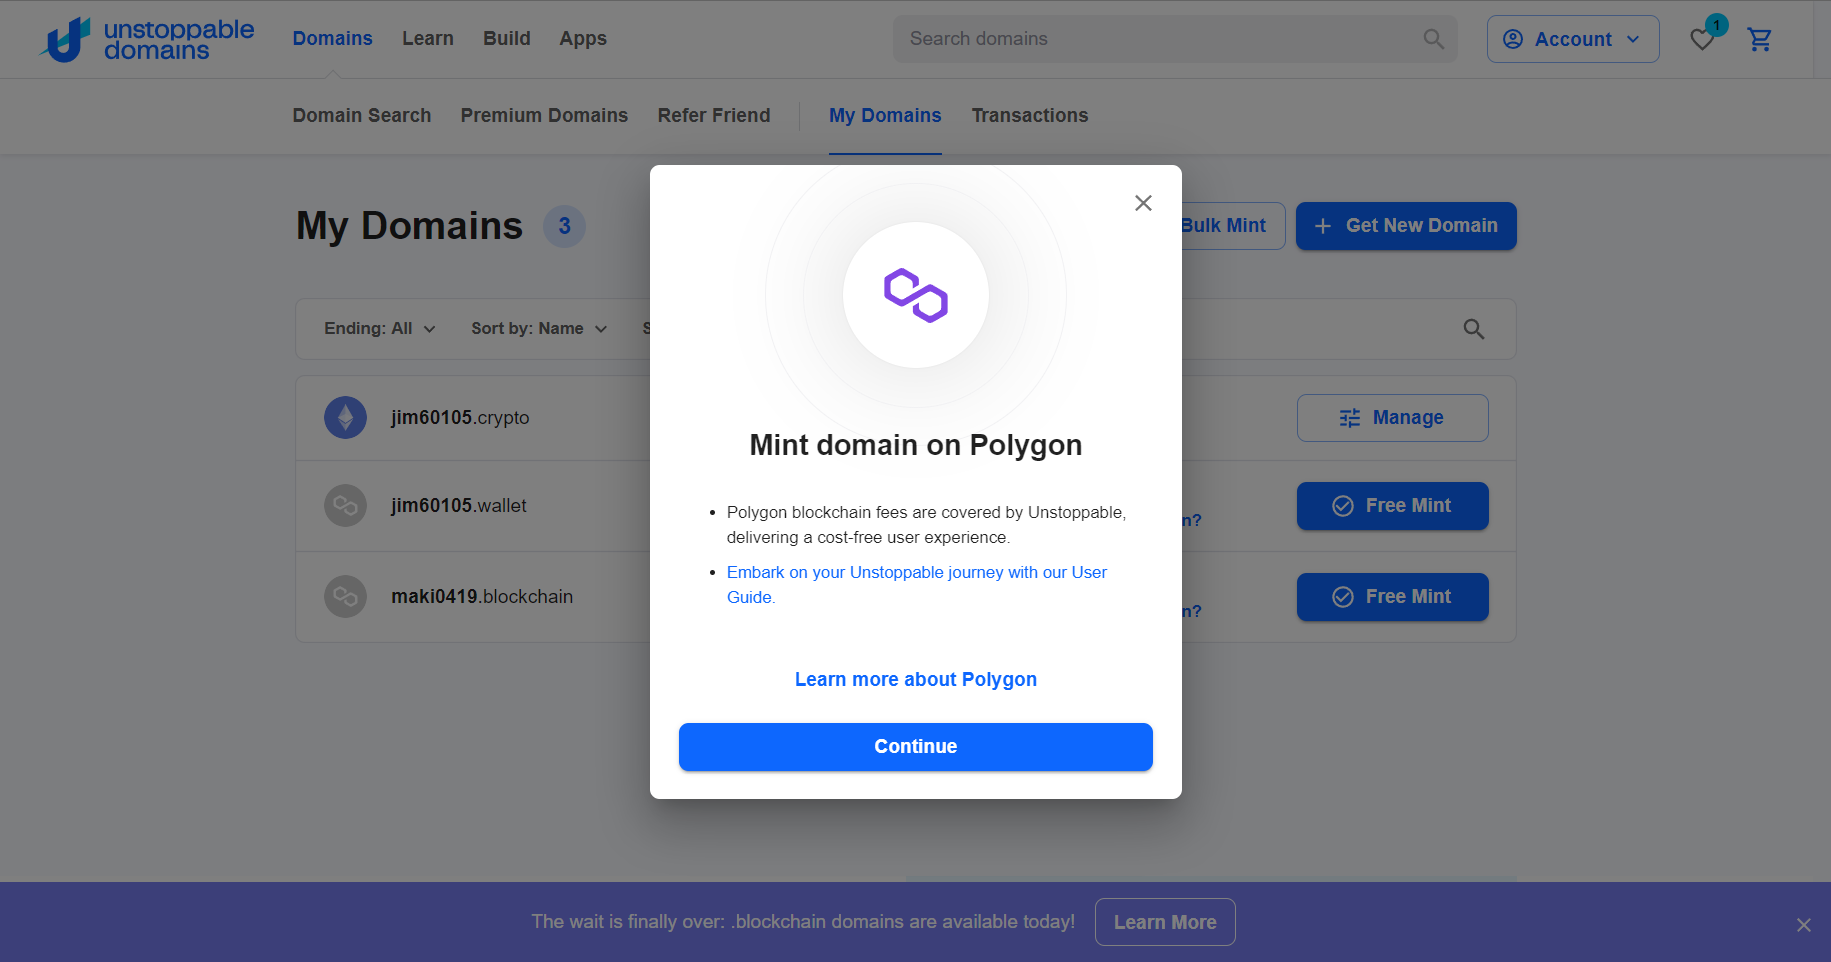 unstoppable
domains
Domains
Learn
Build
Apps
Search domains
Account
1
Domain Search
Premium Domains
Refer Friend
My Domains
Transactions
My Domains
3
Bulk Mint
Get New Domain
Ending: All
Sort by: Name
S
jim60105.crypto
Manage
jim60105.wallet
n?
Free Mint
maki0419.blockchain
n?
Free Mint
Mint domain on Polygon
Polygon blockchain fees are covered by Unstoppable,
delivering a cost-free user experience.
Embark on your Unstoppable journey with our User
Guide.
Learn more about Polygon
Continue
The wait is finally over: .blockchain domains are available today!
Learn More